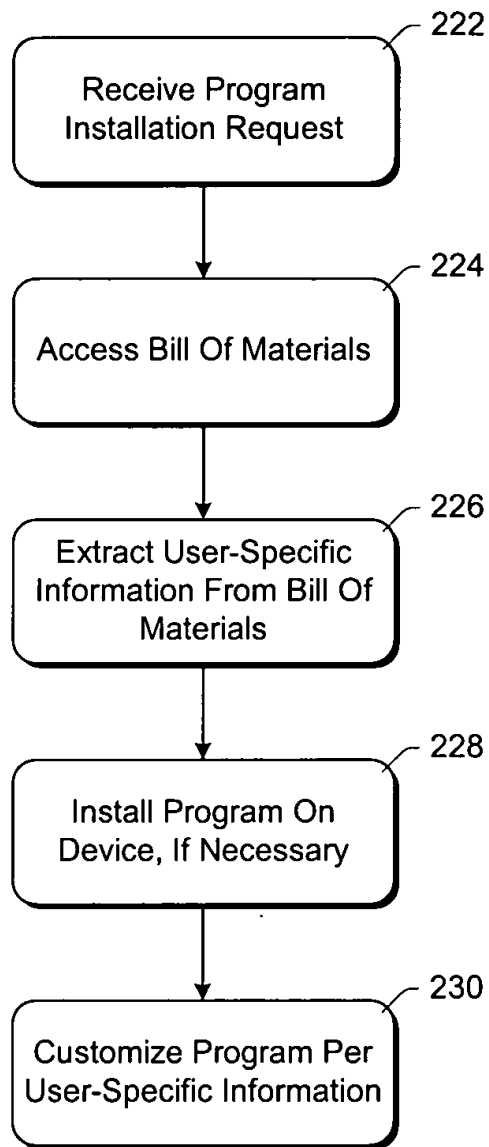 222
Receive Program
Installation Request
224
Access Bill Of Materials
226
Extract User-Specific
Information From Bill Of
Materials
228
Install Program On
Device, If Necessary
230
Customize Program Per
User-Specific Information